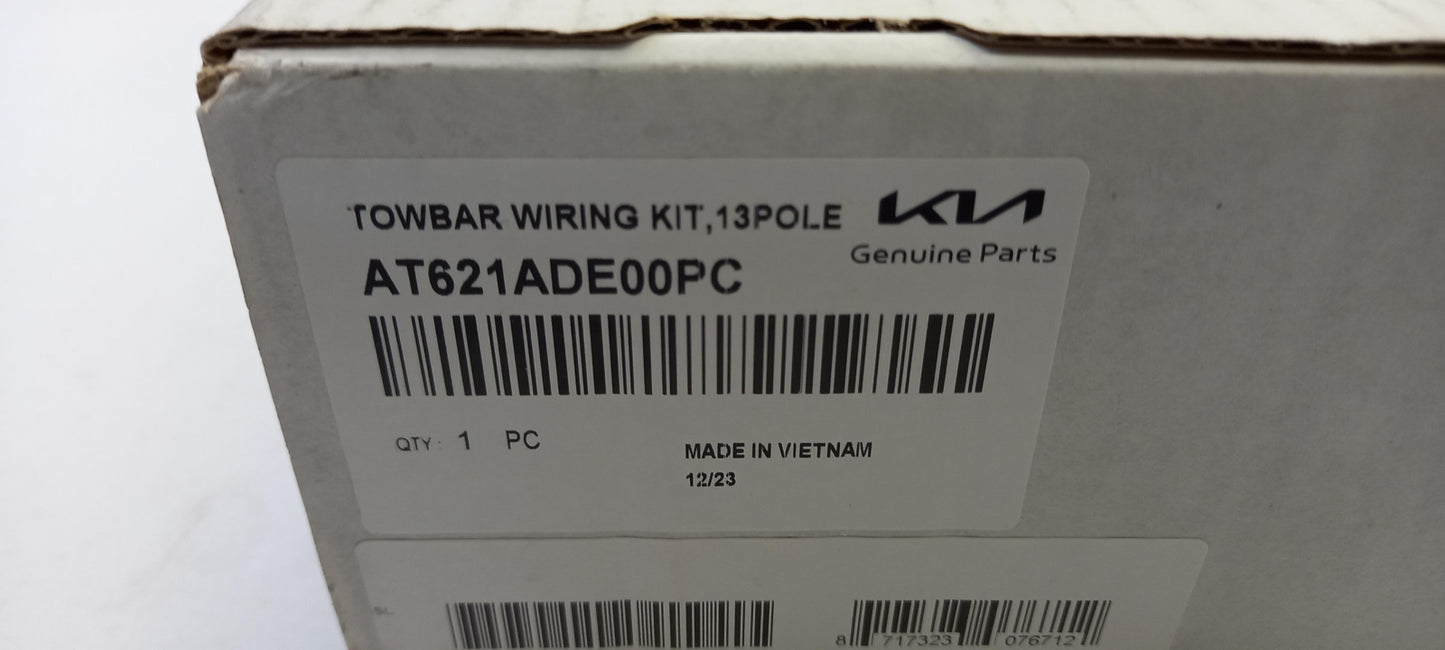 TOWBAR WIRING KIT,13POLE
KIA
Genuine Parts
AT621ADE00PC
QTY: 1 PC
MADE IN VIETNAM
12/23
8 717323 076712